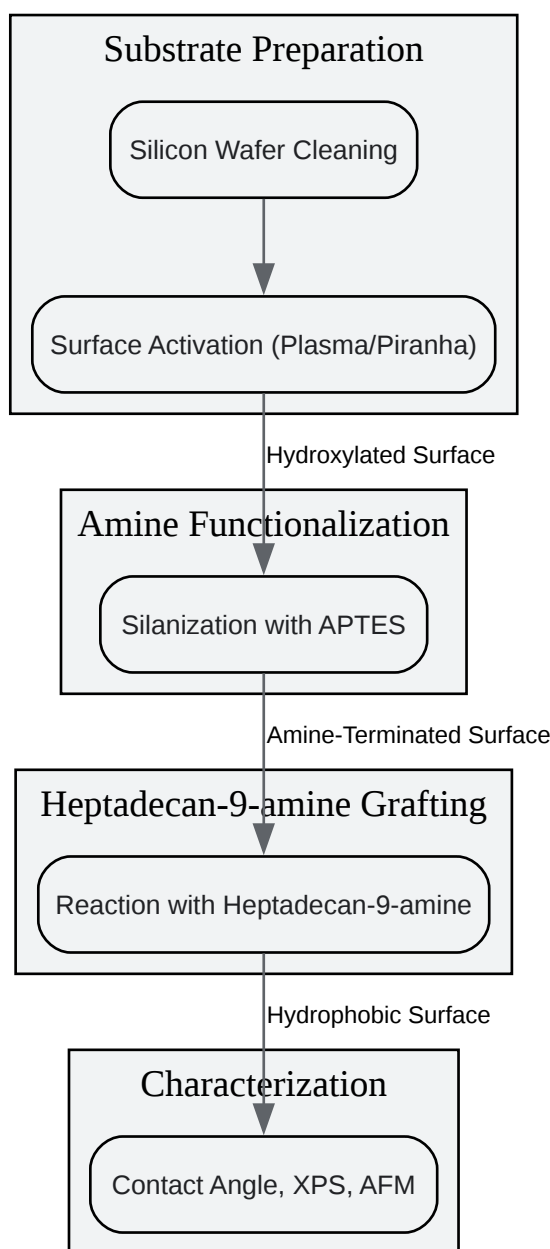 Substrate Preparation
Silicon Wafer Cleaning
Surface Activation (Plasma/Piranha)
Hydroxylated Surface
Amine Functionalization
Silanization with APTES
Amine-Terminated Surface
Heptadecan-9-amine Grafting
Reaction with Heptadecan-9-amine
Hydrophobic Surface
Characterization
Contact Angle, XPS, AFM